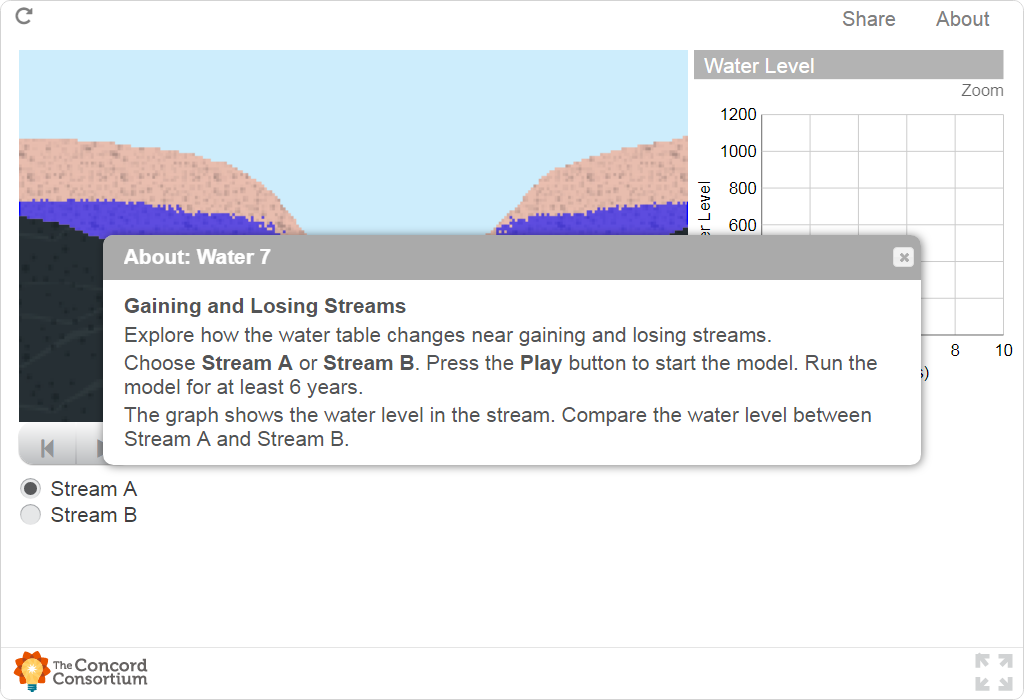 Share About
Water Level
Zoom
1200
1000
800
600
er Level
About: Water 7
Gaining and Losing Streams
Explore how the water table changes near gaining and losing streams.
Choose Stream A or Stream B. Press the Play button to start the model. Run the
model for at least 6 years.
The graph shows the water level in the stream. Compare the water level between
Stream A and Stream B.
8 10
s)
Stream A
Stream B
The Concord
Consortium